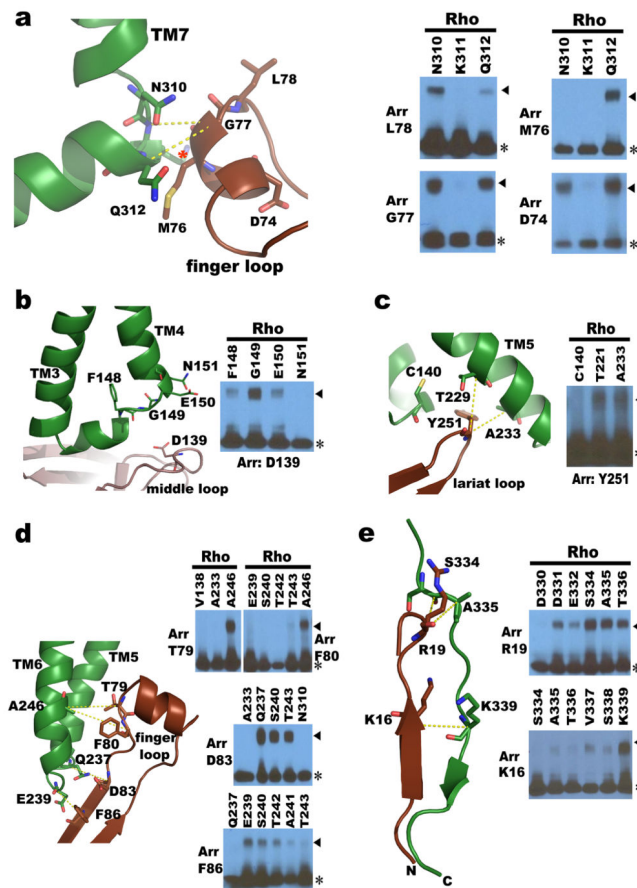 a
TM7
N310
L78
G77
*
Q312
M76
D74
finger loop
Rho
N310 K311 Q312
Arr L78
*
Arr G77
*
Rho
N310 K311 Q312
Arr M76
*
Arr D74
*
b
TM4
TM3
F148
N151
E150
G149
D139
middle loop
Rho
F148 G149 E150 N151
*
Arr: D139
c
TM5
C140
T229
Y251
A233
lariat loop
Rho
C140 T221 A233
*
Arr: Y251
d
TM6
TM5
A246
T79
F80
finger loop
Q237
D83
E239
F86
Rho
V138 A233 A246
Arr T79
Rho
E239 S240 T242 T243 A246
Arr F80
*
A233 Q237 S240 T243 N310
Arr D83
*
Q237 E239 S240 T242 A241 T243
Arr F86
*
e
S334
A335
R19
K339
K16
N
C
Rho
D330 D331 E332 S334 A335 T336
Arr R19
*
S334 A335 T336 V337 S338 K339
Arr K16
*